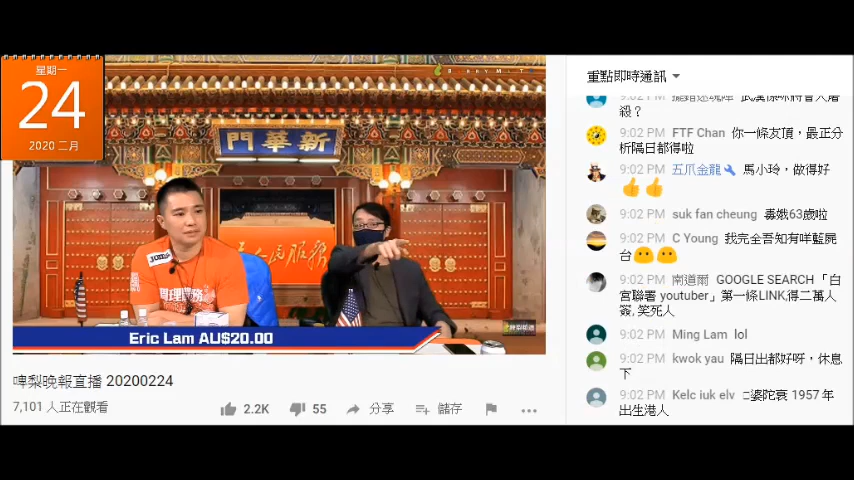 星期一
24
2020 二月
新華門
Eric Lam AU$20.00
啤梨晚報直播 20200224
7,101 人正在觀看
2.2K
55
分享
儲存
重點即時通訊
殺？
9:02 PM FTF Chan 你一條友頂，最正分
析隔日都得啦
9:02 PM 五爪金龍 馬小玲，做得好
👍👍
9:02 PM suk fan cheung 毒娥63歲啦
9:02 PM C Young 我完全吾知有咩藍屍
台😶😶
9:02 PM 南道爾 GOOGLE SEARCH「白
宮聯署 youtuber」第一條LINK,得二萬人
簽, 笑死人
9:02 PM Ming Lam lol
9:02 PM kwok yau 隔日出都好呀，休息
下
9:02 PM Kelc iuk elv □婆陀衰 1957 年
出生港人